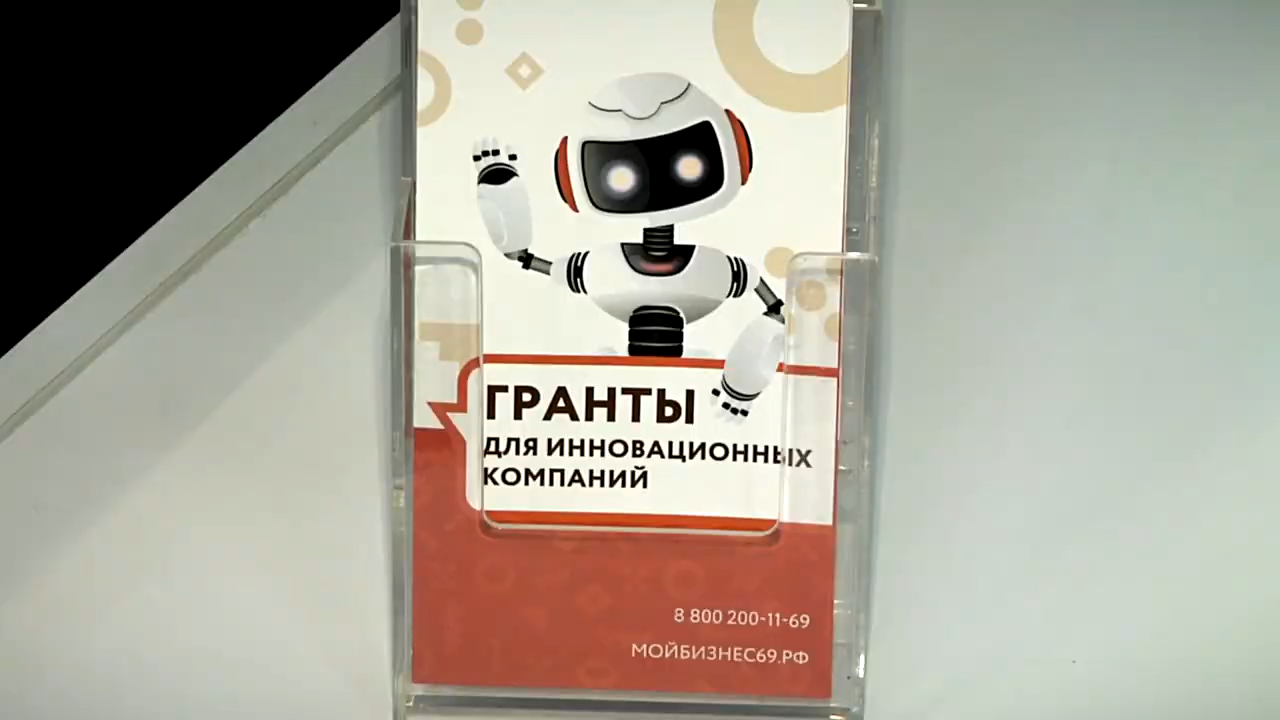 ГРАНТЫ
ДЛЯ ИННОВАЦИОННЫХ
КОМПАНИЙ
8 800 200-11-69
МОЙБИЗНЕС69.РФ